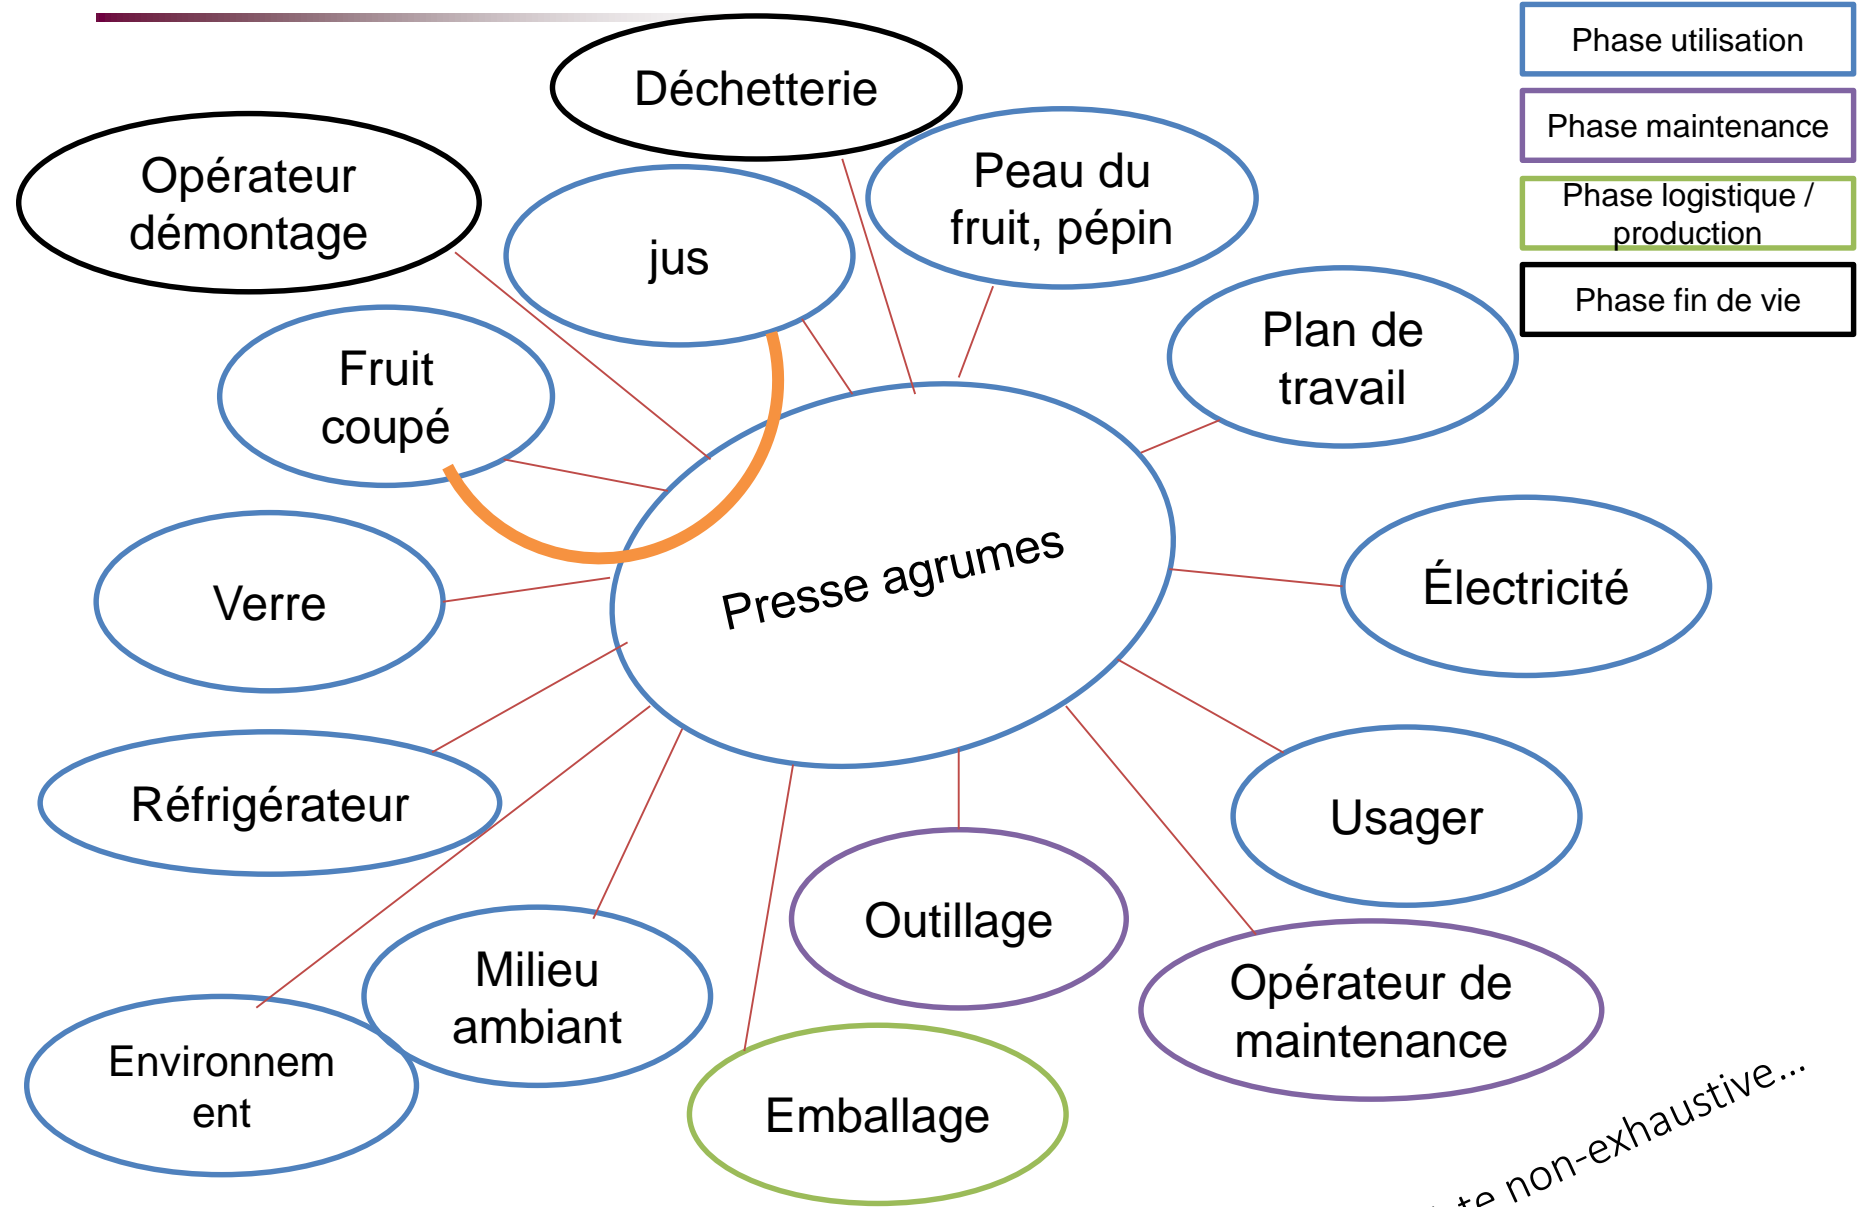 Phase utilisation
Phase maintenance
Phase logistique /
production
Phase fin de vie
Déchetterie
Opérateur
démontage
jus
Peau du
fruit, pépin
Plan de
travail
Fruit
coupé
Presse agrumes
Verre
Électricité
Réfrigérateur
Usager
Outillage
Milieu
ambiant
Opérateur de
maintenance
Environnem
ent
Emballage
non-exhaustive...